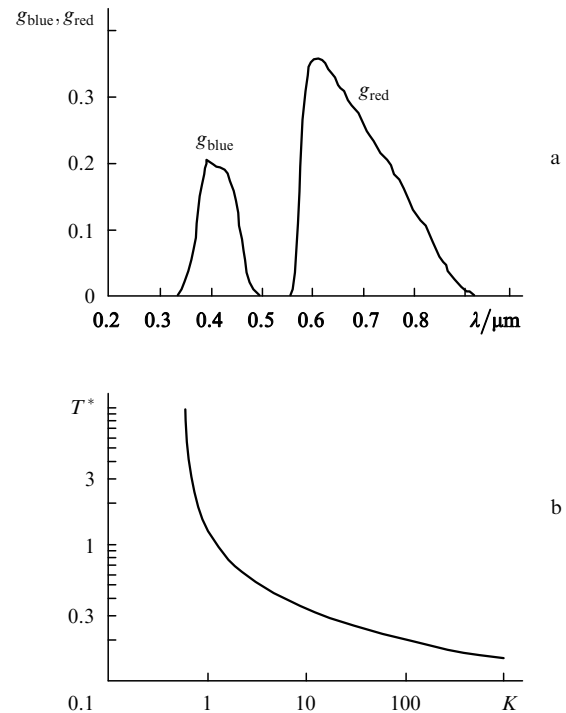 g_blue, g_red
0.3
0.2
0.1
0
g_blue
g_red
a
0.2 0.3 0.4 0.5 0.6 0.7 0.8 λ/μm
T*
3
1
0.3
b
0.1 1 10 100 K